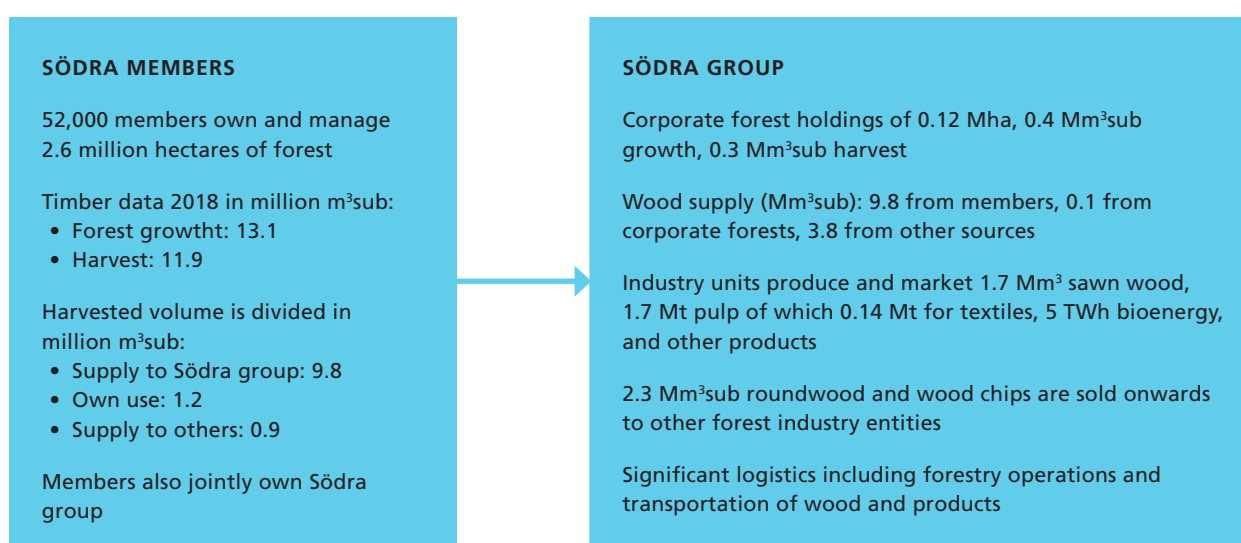 SÖDRA MEMBERS
52,000 members own and manage
2.6 million hectares of forest
Timber data 2018 in million m³sub:
• Forest growtht: 13.1
• Harvest: 11.9
Harvested volume is divided in
million m³sub:
• Supply to Södra group: 9.8
• Own use: 1.2
• Supply to others: 0.9
Members also jointly own Södra
group
SÖDRA GROUP
Corporate forest holdings of 0.12 Mha, 0.4 Mm³sub
growth, 0.3 Mm³sub harvest
Wood supply (Mm³sub): 9.8 from members, 0.1 from
corporate forests, 3.8 from other sources
Industry units produce and market 1.7 Mm³ sawn wood,
1.7 Mt pulp of which 0.14 Mt for textiles, 5 TWh bioenergy,
and other products
2.3 Mm³sub roundwood and wood chips are sold onwards
to other forest industry entities
Significant logistics including forestry operations and
transportation of wood and products